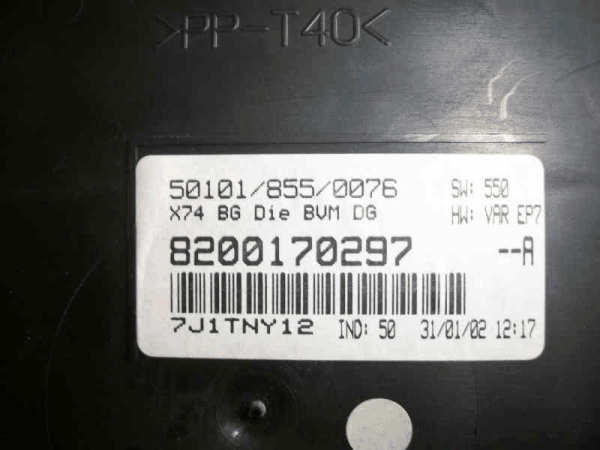 >PP-T40<
50101/855/0076 SW: 550
X74 BG Die BVM DG HW: VAR EP7
8200170297 --A
7J1TNY12 IND: 50 31/01/02 12:17